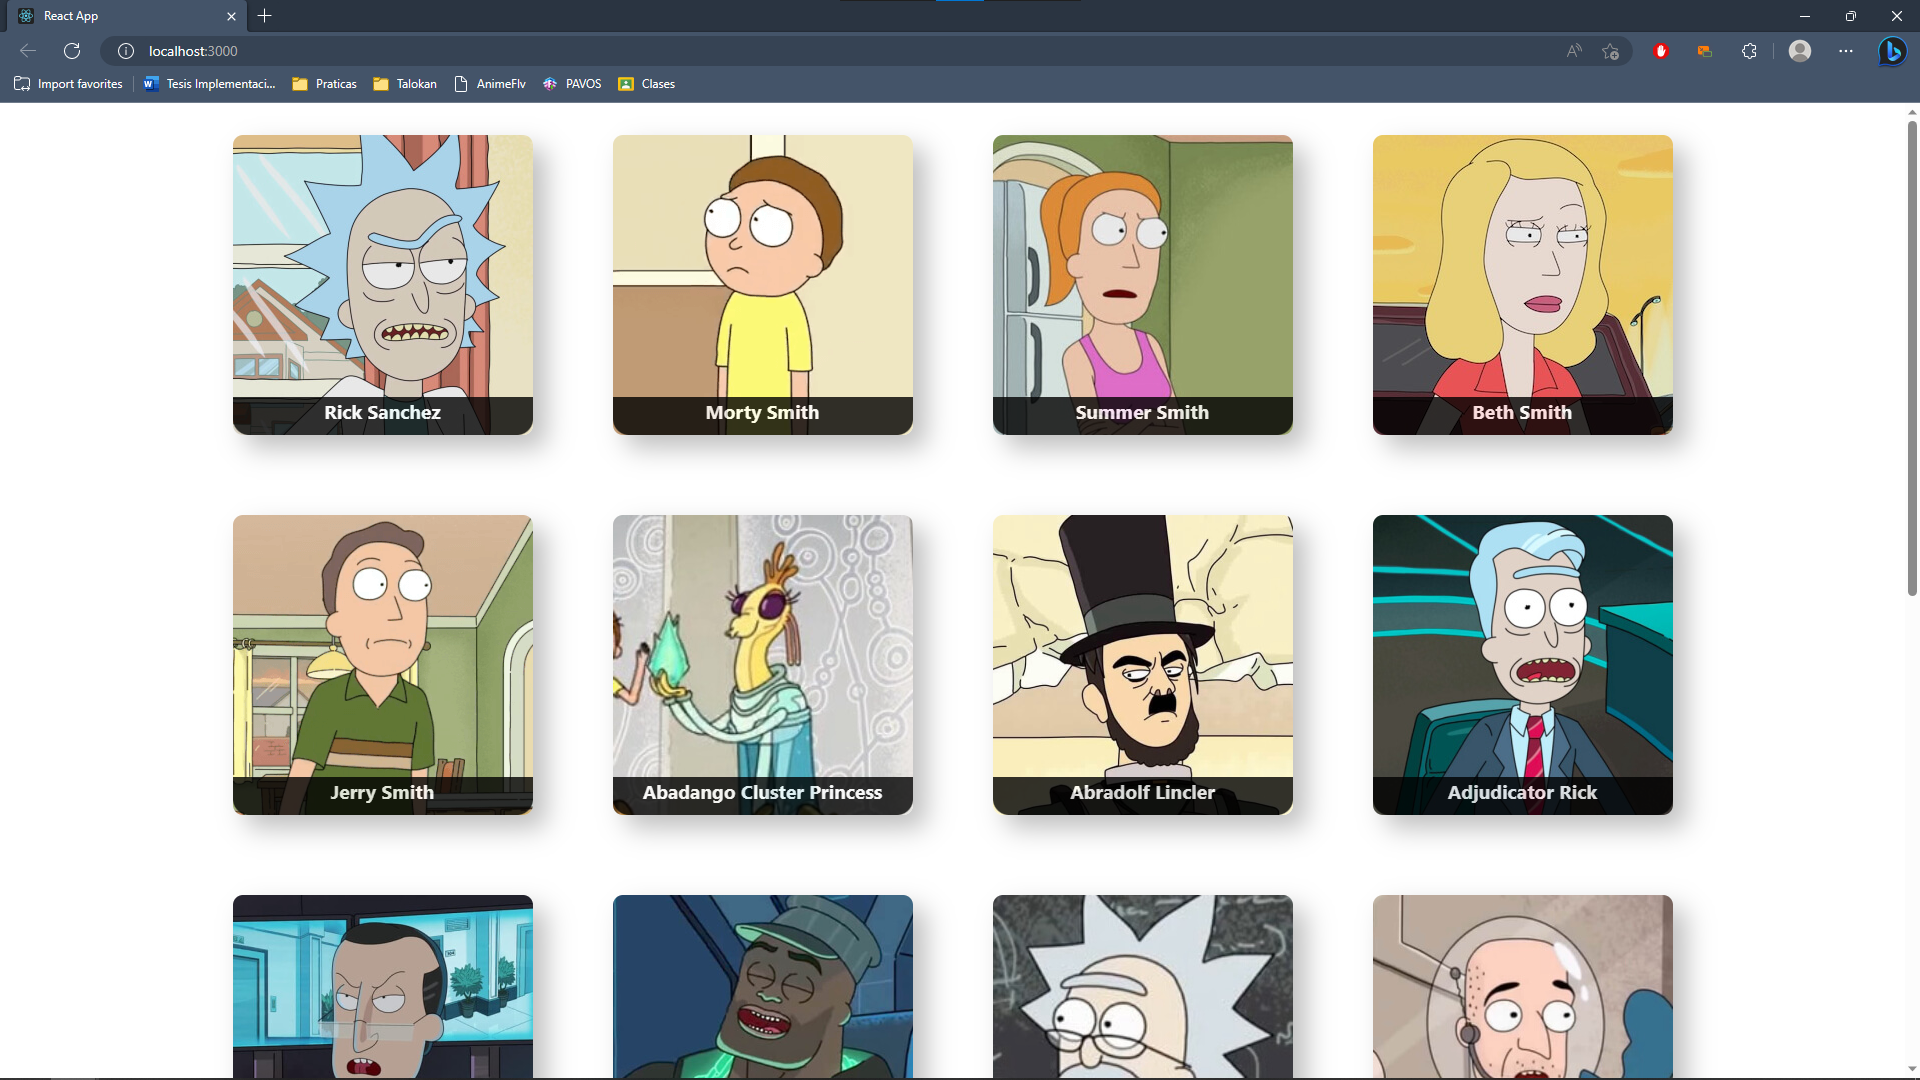 React App
localhost:3000
Import favorites
Tesis Implementaci...
Praticas
Talokan
AnimeFlv
PAVOS
Clases
Rick Sanchez
Morty Smith
Summer Smith
Beth Smith
Jerry Smith
Abadango Cluster Princess
Abradolf Lincler
Adjudicator Rick